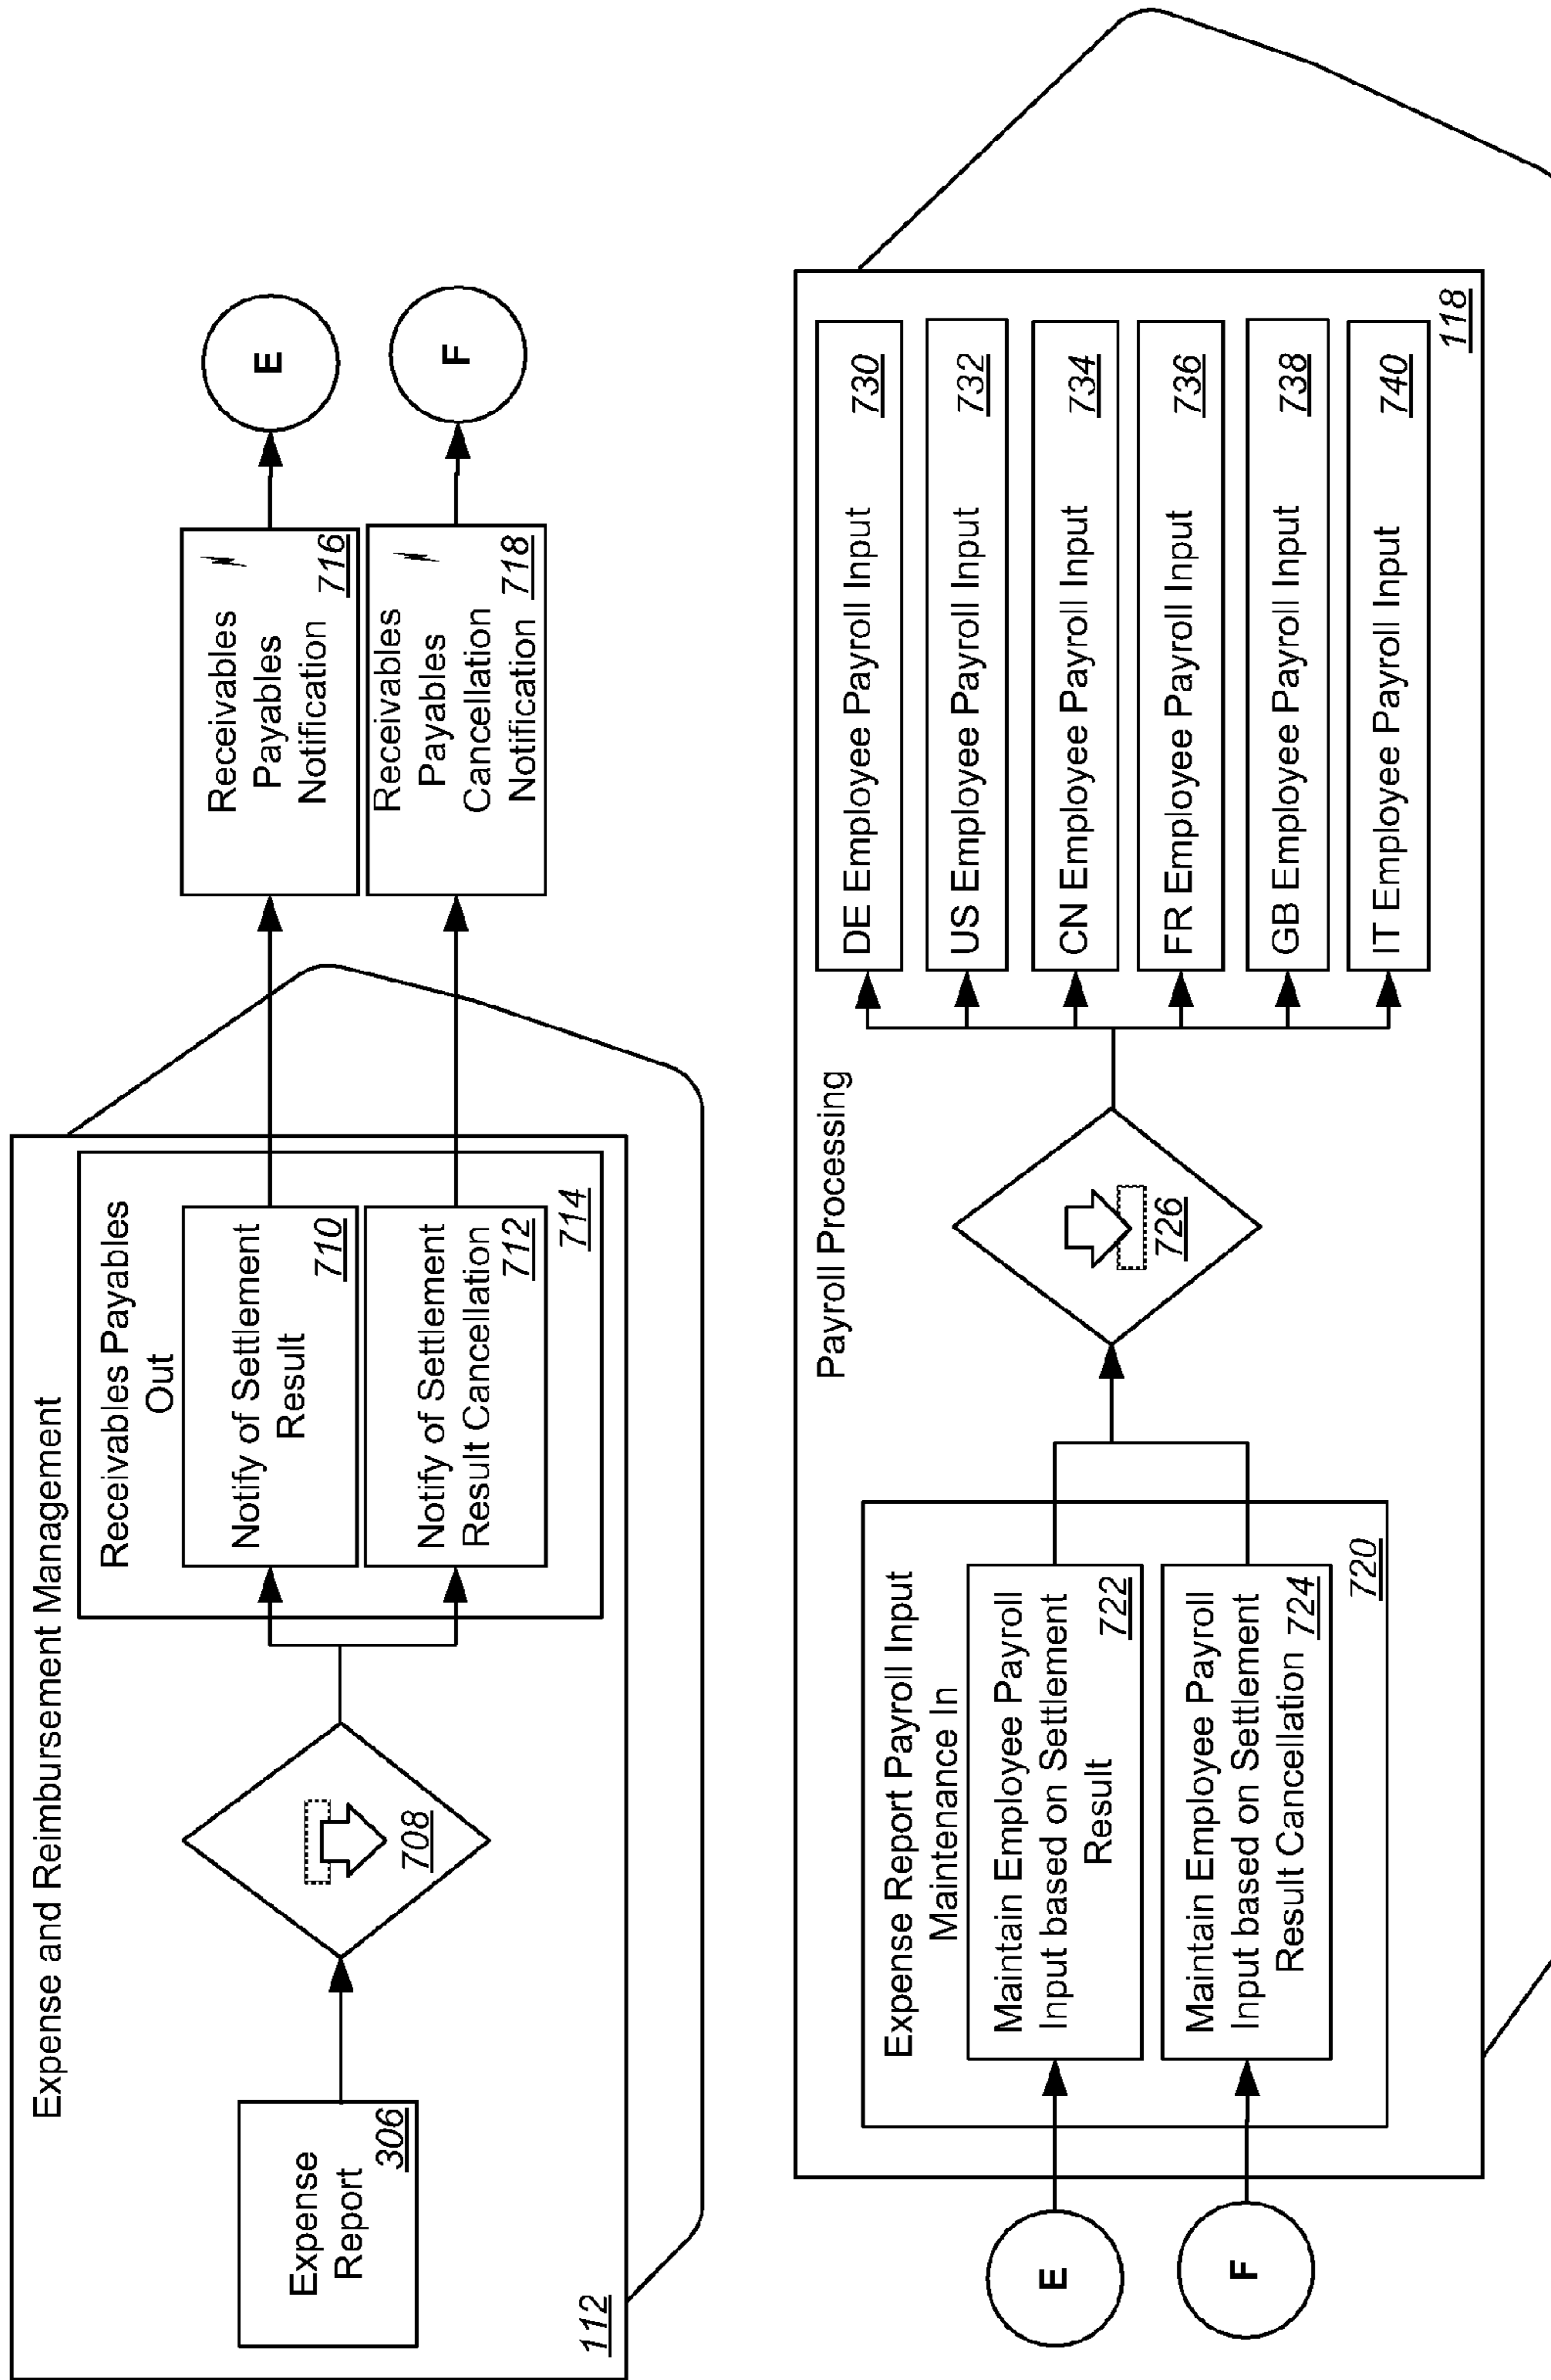 Expense and Reimbursement Management
Expense
Report
306
708
Receivables Payables
Out
Notify of Settlement
Result
710
Notify of Settlement
Result Cancellation
712
714
112
Receivables
Payables
Notification
716
Receivables
Payables
Cancellation
Notification
718
E
F
Payroll Processing
E
F
Expense Report Payroll Input
Maintenance In
Maintain Employee Payroll
Input based on Settlement
Result
722
Maintain Employee Payroll
Input based on Settlement
Result Cancellation
724
720
726
DE Employee Payroll Input 730
US Employee Payroll Input 732
CN Employee Payroll Input 734
FR Employee Payroll Input 736
GB Employee Payroll Input 738
IT Employee Payroll Input 740
118